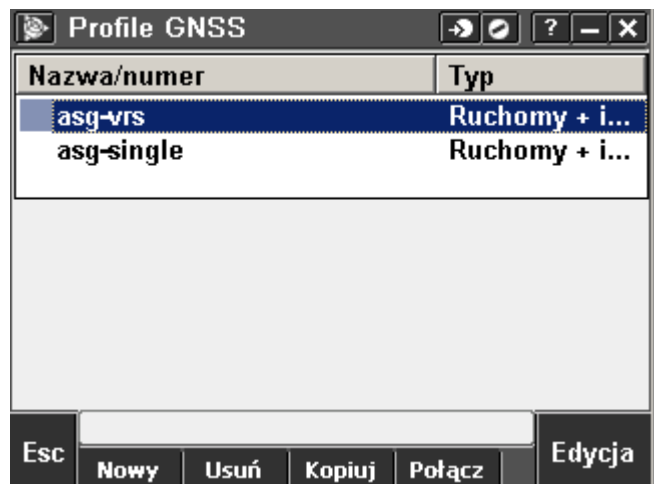 Profile GNSS ?
Nazwa/numer Typ
asg-vrs Ruchomy + i...
asg-single Ruchomy + i...
Esc Nowy Usuń Kopiuj Połącz Edycja